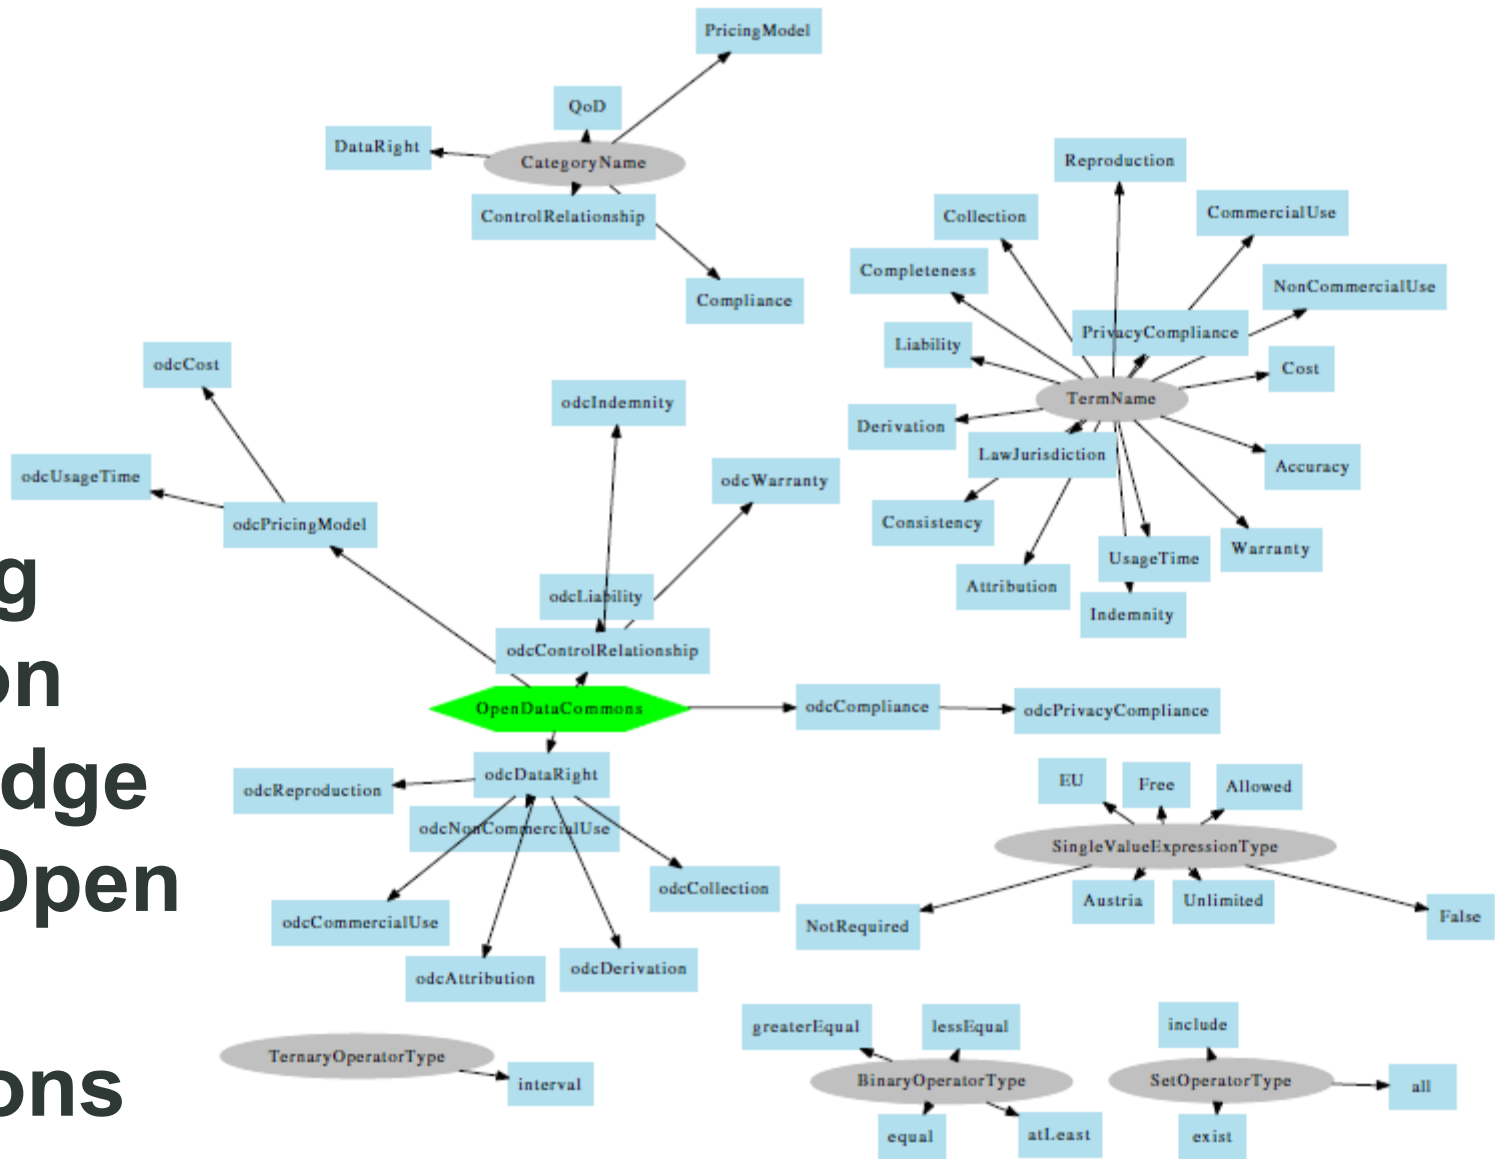 PricingModel
QoD
DataRight
CategoryName
ControlRelationship
Compliance
Reproduction
Collection
CommercialUse
Completeness
NonCommercialUse
PrivacyCompliance
Liability
Cost
TermName
Derivation
LawJurisdiction
Accuracy
Consistency
Warranty
UsageTime
Attribution
Indemnity
odcCost
odcIndemnity
odcUsageTime
odcWarranty
odcPricingModel
odcLiability
odcControlRelationship
OpenDataCommons
odcCompliance
odcPrivacyCompliance
odcDataRight
odcReproduction
odcNonCommercialUse
odcCollection
odcCommercialUse
odcAttribution
odcDerivation
EU
Free
Allowed
SingleValueExpressionType
Austria
Unlimited
NotRequired
False
TernaryOperatorType
interval
greaterEqual
lessEqual
BinaryOperatorType
equal
atLeast
include
SetOperatorType
all
exist
g
on
dge
Open
ons